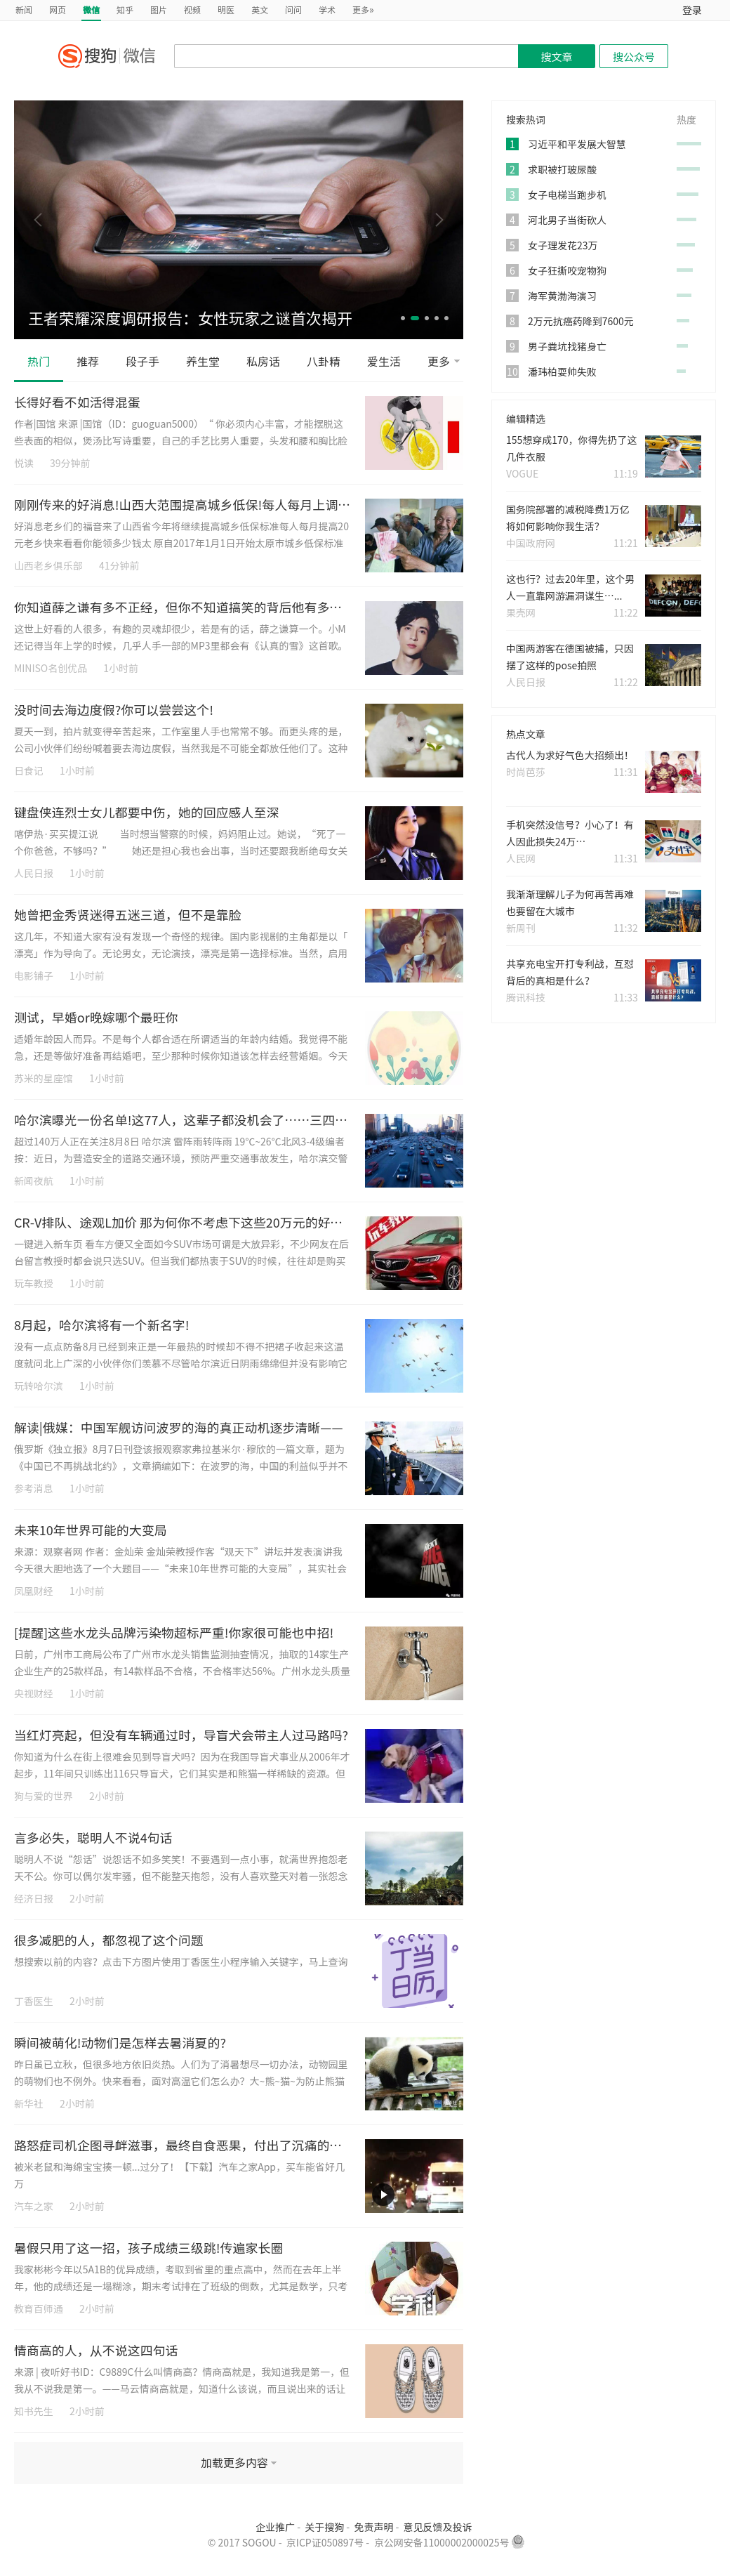 新闻 网页 微信 知乎 图片 视频 明医 英文 问问 学术 更多» 登录
搜狗 微信 搜文章 搜公众号
王者荣耀深度调研报告：女性玩家之谜首次揭开
热门 推荐 段子手 养生堂 私房话 八卦精 爱生活 更多
长得好看不如活得混蛋
作者|国馆 来源 |国馆（ID：guoguan5000）“ 你必须内心丰富，才能摆脱这
些表面的相似，煲汤比写诗重要，自己的手艺比男人重要，头发和腰和胸比脸
悦读 39分钟前
刚刚传来的好消息!山西大范围提高城乡低保!每人每月上调…
好消息老乡们的福音来了山西省今年将继续提高城乡低保标准每人每月提高20
元老乡快来看看你能领多少钱太 原自2017年1月1日开始太原市城乡低保标准
山西老乡俱乐部 41分钟前
你知道薛之谦有多不正经，但你不知道搞笑的背后他有多…
这世上好看的人很多，有趣的灵魂却很少，若是有的话，薛之谦算一个。小M
还记得当年上学的时候，几乎人手一部的MP3里都会有《认真的雪》这首歌。
MINISO名创优品 1小时前
没时间去海边度假?你可以尝尝这个!
夏天一到，拍片就变得辛苦起来，工作室里人手也常常不够。而更头疼的是，
公司小伙伴们纷纷喊着要去海边度假，当然我是不可能全都放任他们了。这种
日食记 1小时前
键盘侠连烈士女儿都要中伤，她的回应感人至深
喀伊热·买买提江说 当时想当警察的时候，妈妈阻止过。她说，“死了一
个你爸爸，不够吗？” 她还是担心我也会出事，当时还要跟我断绝母女关
人民日报 1小时前
她曾把金秀贤迷得五迷三道，但不是靠脸
这几年，不知道大家有没有发现一个奇怪的规律。国内影视剧的主角都是以「
漂亮」作为导向了。无论男女，无论演技，漂亮是第一选择标准。当然，启用
电影铺子 1小时前
测试，早婚or晚嫁哪个最旺你
适婚年龄因人而异。不是每个人都合适在所谓适当的年龄内结婚。我觉得不能
急，还是等做好准备再结婚吧，至少那种时候你知道该怎样去经营婚姻。今天
苏米的星座馆 1小时前
哈尔滨曝光一份名单!这77人，这辈子都没机会了……三四…
超过140万人正在关注8月8日 哈尔滨 雷阵雨转阵雨 19℃~26℃北风3-4级编者
按：近日，为营造安全的道路交通环境，预防严重交通事故发生，哈尔滨交警
新闻夜航 1小时前
CR-V排队、途观L加价 那为何你不考虑下这些20万元的好…
一键进入新车页 看车方便又全面如今SUV市场可谓是大放异彩，不少网友在后
台留言教授时都会说只选SUV。但当我们都热衷于SUV的时候，往往却是购买
玩车教授 1小时前
8月起，哈尔滨将有一个新名字!
没有一点点防备8月已经到来正是一年最热的时候却不得不把裙子收起来这温
度就问北上广深的小伙伴你们羡慕不尽管哈尔滨近日阴雨绵绵但并没有影响它
玩转哈尔滨 1小时前
解读|俄媒：中国军舰访问波罗的海的真正动机逐步清晰——
俄罗斯《独立报》8月7日刊登该报观察家弗拉基米尔·穆欣的一篇文章，题为
《中国已不再挑战北约》，文章摘编如下：在波罗的海，中国的利益似乎并不
参考消息 1小时前
未来10年世界可能的大变局
来源：观察者网 作者：金灿荣 金灿荣教授作客“观天下”讲坛并发表演讲我
今天很大胆地选了一个大题目——“未来10年世界可能的大变局”，其实社会
凤凰财经 1小时前
NEXT BIG THING
[提醒]这些水龙头品牌污染物超标严重!你家很可能也中招!
日前，广州市工商局公布了广州市水龙头销售监测抽查情况，抽取的14家生产
企业生产的25款样品，有14款样品不合格，不合格率达56%。广州水龙头质量
央视财经 1小时前
当红灯亮起，但没有车辆通过时，导盲犬会带主人过马路吗?
你知道为什么在街上很难会见到导盲犬吗？因为在我国导盲犬事业从2006年才
起步，11年间只训练出116只导盲犬，它们其实是和熊猫一样稀缺的资源。但
狗与爱的世界 2小时前
言多必失，聪明人不说4句话
聪明人不说“怨话”说怨话不如多笑笑！不要遇到一点小事，就满世界抱怨老
天不公。你可以偶尔发牢骚，但不能整天抱怨，没有人喜欢整天对着一张怨念
经济日报 2小时前
很多减肥的人，都忽视了这个问题
想搜索以前的内容？点击下方图片使用丁香医生小程序输入关键字，马上查询
丁香医生 2小时前
丁当日历
瞬间被萌化!动物们是怎样去暑消夏的?
昨日虽已立秋，但很多地方依旧炎热。人们为了消暑想尽一切办法，动物园里
的萌物们也不例外。快来看看，面对高温它们怎么办？大~熊~猫~为防止熊猫
新华社 2小时前
路怒症司机企图寻衅滋事，最终自食恶果，付出了沉痛的…
被米老鼠和海绵宝宝揍一顿...过分了！【下载】汽车之家App，买车能省好几
万
汽车之家 2小时前
暑假只用了这一招，孩子成绩三级跳!传遍家长圈
我家彬彬今年以5A1B的优异成绩，考取到省里的重点高中，然而在去年上半
年，他的成绩还是一塌糊涂，期末考试排在了班级的倒数，尤其是数学，只考
教育百师通 2小时前
学科
情商高的人，从不说这四句话
来源 | 夜听好书ID：C9889C什么叫情商高？情商高就是，我知道我是第一，但
我从不说我是第一。——马云情商高就是，知道什么该说，而且说出来的话让
知书先生 2小时前
加载更多内容
搜索热词 热度
1 习近平和平发展大智慧
2 求职被打玻尿酸
3 女子电梯当跑步机
4 河北男子当街砍人
5 女子理发花23万
6 女子狂撕咬宠物狗
7 海军黄渤海演习
8 2万元抗癌药降到7600元
9 男子粪坑找猪身亡
10 潘玮柏耍帅失败
编辑精选
155想穿成170，你得先扔了这
几件衣服
VOGUE 11:19
国务院部署的减税降费1万亿
将如何影响你我生活？
中国政府网 11:21
这也行？过去20年里，这个男
人一直靠网游漏洞谋生…...
果壳网 11:22
DEFCON DEFC
中国两游客在德国被捕，只因
摆了这样的pose拍照
人民日报 11:22
热点文章
古代人为求好气色大招频出！
时尚芭莎 11:31
手机突然没信号？小心了！有
人因此损失24万…
人民网 11:31
支付宝
我渐渐理解儿子为何再苦再难
也要留在大城市
新周刊 11:32
共享充电宝开打专利战，互怼
背后的真相是什么？
腾讯科技 11:33
企业推广 - 关于搜狗 - 免责声明 - 意见反馈及投诉
© 2017 SOGOU - 京ICP证050897号 - 京公网安备11000002000025号